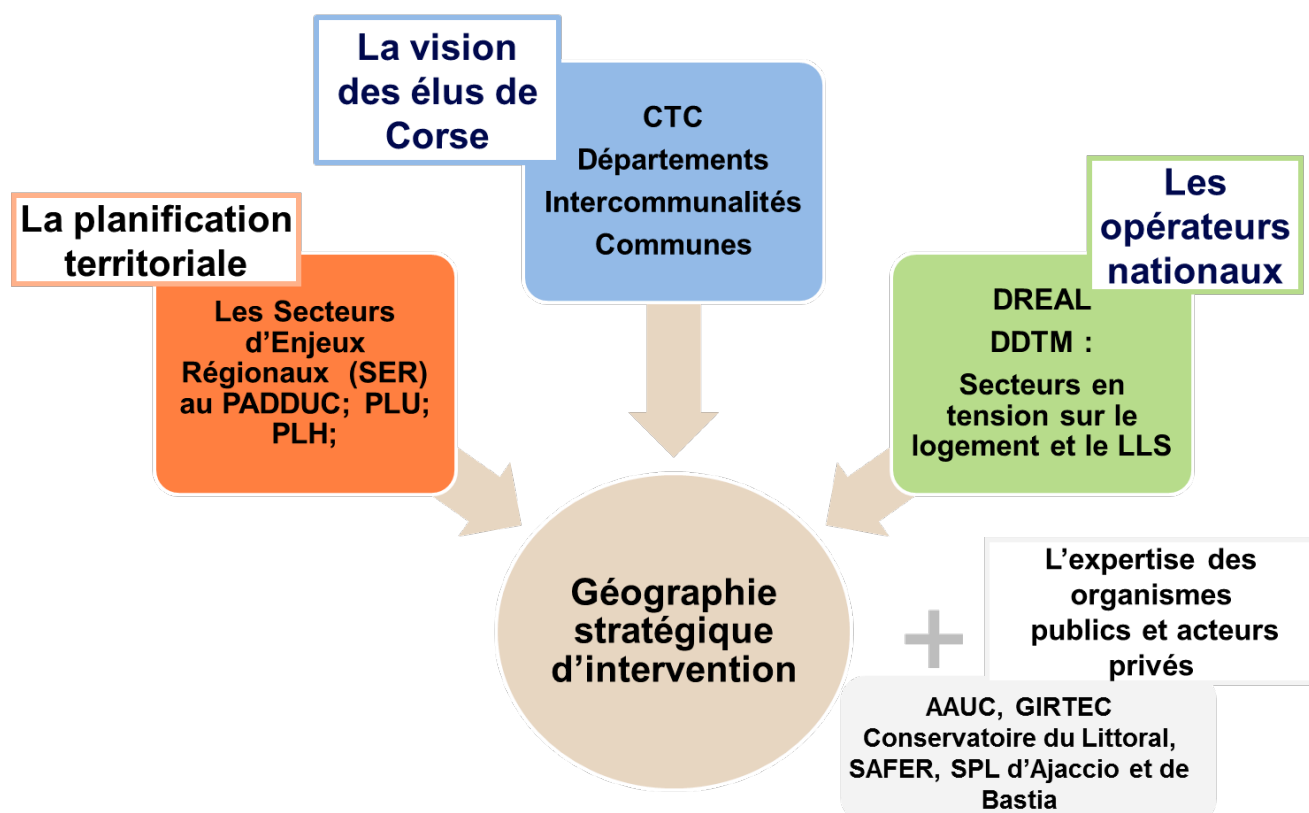 La vision
des élus de
Corse
CTC
Départements
Intercommunalités
Communes
Les
opérateurs
nationaux
La planification
territoriale
Les Secteurs
d’Enjeux
Régionaux (SER)
au PADDUC; PLU;
PLH;
DREAL
DDTM :
Secteurs en
tension sur le
logement et le LLS
Géographie
stratégique
d’intervention
+
L’expertise des
organismes
publics et acteurs
privés
AAUC, GIRTEC
Conservatoire du Littoral,
SAFER, SPL d’Ajaccio et de
Bastia